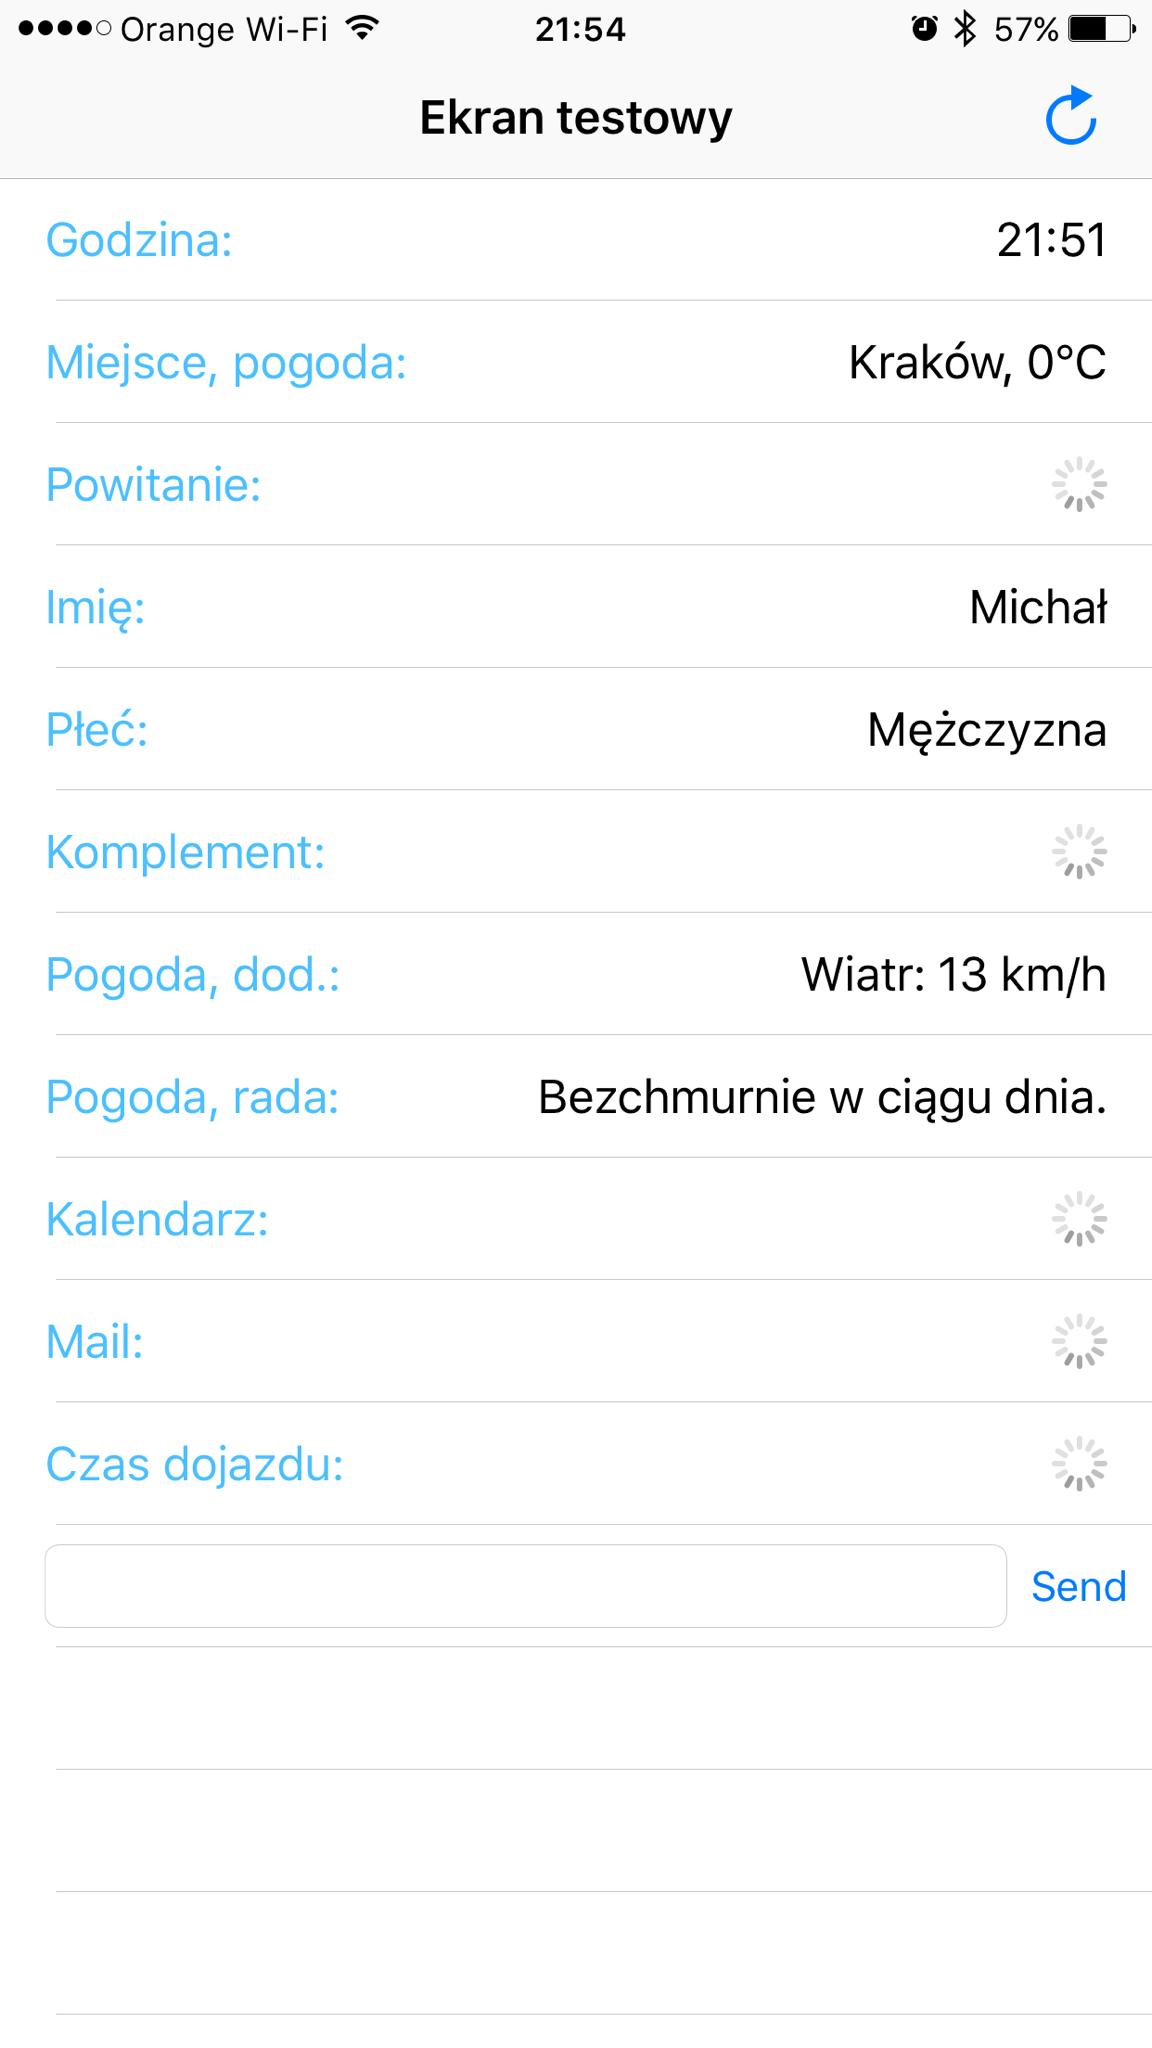 Orange Wi-Fi 21:54 57%
Ekran testowy
Godzina: 21:51
Miejsce, pogoda: Kraków, 0°C
Powitanie:
Imię: Michał
Płeć: Mężczyzna
Komplement:
Pogoda, dod.: Wiatr: 13 km/h
Pogoda, rada: Bezchmurnie w ciągu dnia.
Kalendarz:
Mail:
Czas dojazdu:
Send